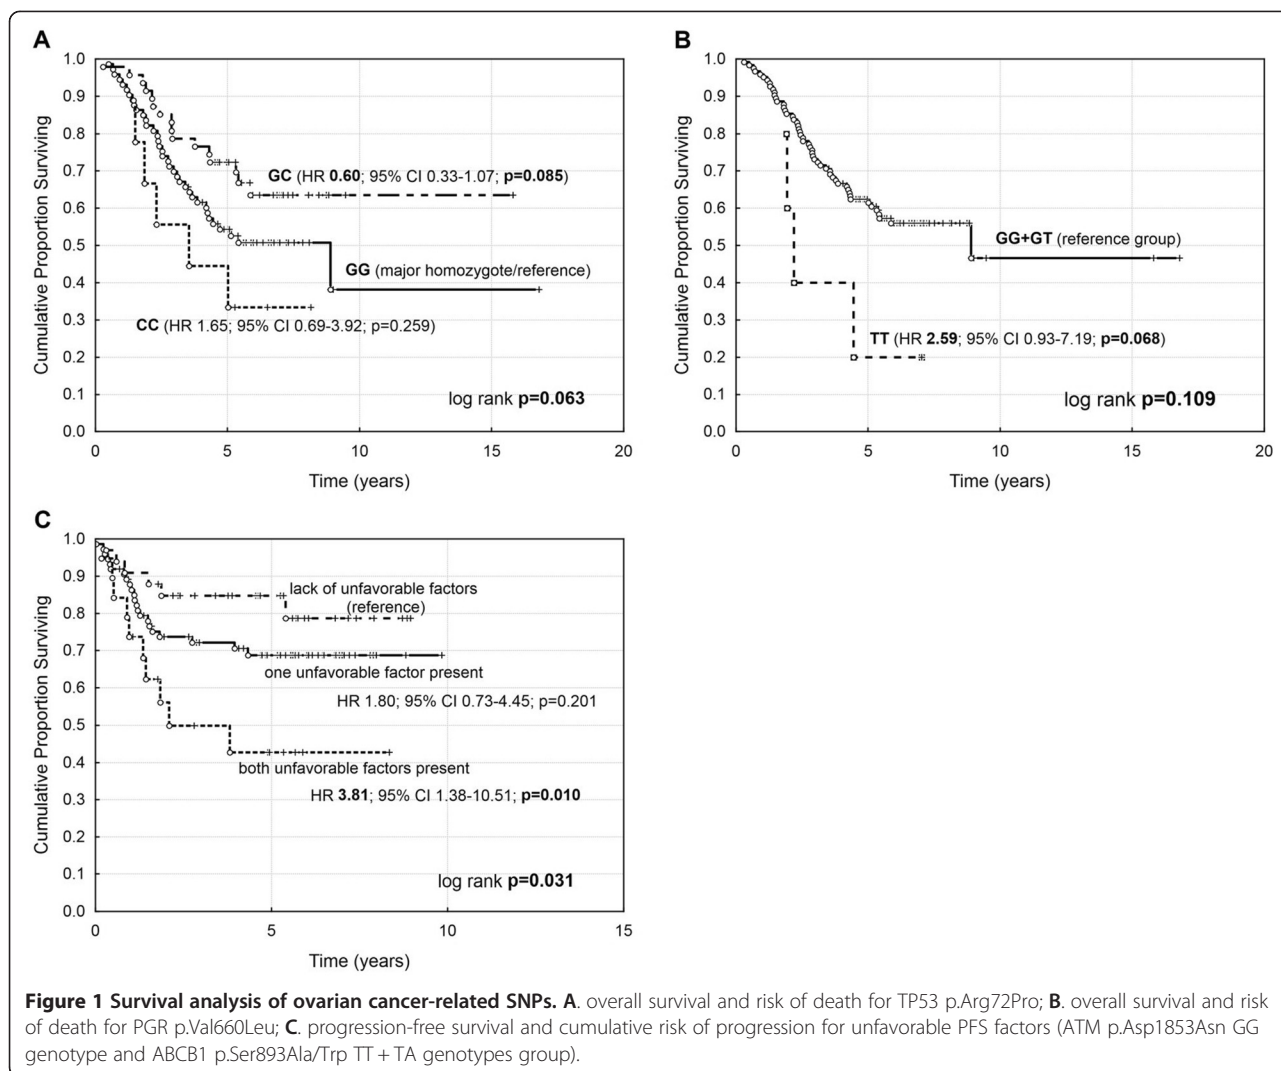 A
1.0
0.9
0.8
0.7
0.6
0.5
0.4
0.3
0.2
0.1
0.0
Cumulative Proportion Surviving
GC (HR 0.60; 95% CI 0.33-1.07; p=0.085)
GG (major homozygote/reference)
CC (HR 1.65; 95% CI 0.69-3.92; p=0.259)
log rank p=0.063
0 5 10 15 20
Time (years)
B
1.0
0.9
0.8
0.7
0.6
0.5
0.4
0.3
0.2
0.1
0.0
Cumulative Proportion Surviving
GG+GT (reference group)
TT (HR 2.59; 95% CI 0.93-7.19; p=0.068)
log rank p=0.109
0 5 10 15 20
Time (years)
C
1.0
0.9
0.8
0.7
0.6
0.5
0.4
0.3
0.2
0.1
0.0
Cumulative Proportion Surviving
lack of unfavorable factors
(reference)
one unfavorable factor present
HR 1.80; 95% CI 0.73-4.45; p=0.201
both unfavorable factors present
HR 3.81; 95% CI 1.38-10.51; p=0.010
log rank p=0.031
0 5 10 15
Time (years)
Figure 1 Survival analysis of ovarian cancer-related SNPs. A. overall survival and risk of death for TP53 p.Arg72Pro; B. overall survival and risk
of death for PGR p.Val660Leu; C. progression-free survival and cumulative risk of progression for unfavorable PFS factors (ATM p.Asp1853Asn GG
genotype and ABCB1 p.Ser893Ala/Trp TT + TA genotypes group).